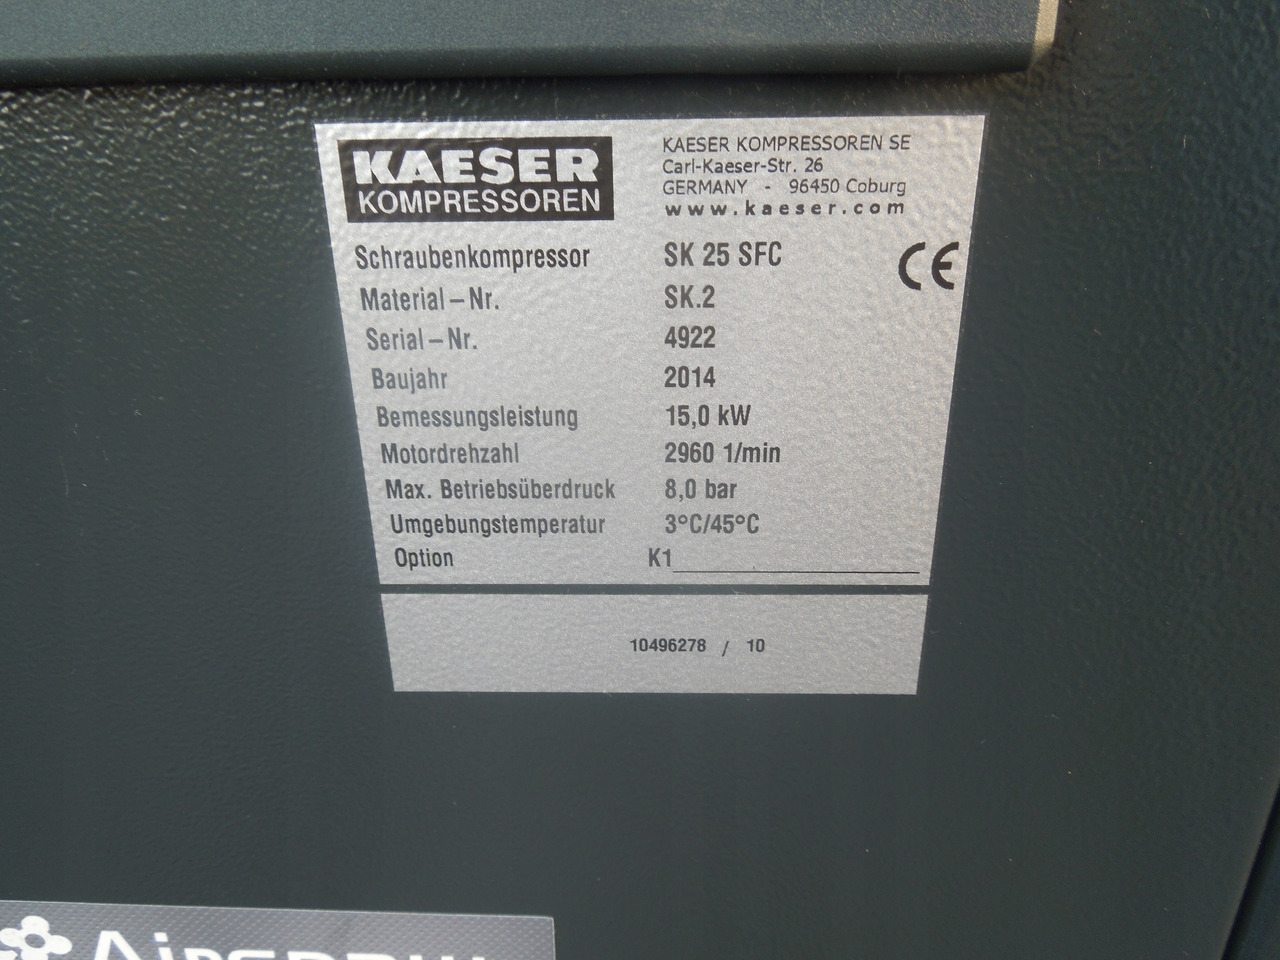 KAESER
KOMPRESSOREN
KAESER KOMPRESSOREN SE
Carl-Kaeser-Str. 26
GERMANY - 96450 Coburg
www.kaeser.com
Schraubenkompressor SK 25 SFC
CE
Material – Nr. SK.2
Serial – Nr. 4922
Baujahr 2014
Bemessungsleistung 15,0 kW
Motordrehzahl 2960 1/min
Max. Betriebsüberdruck 8,0 bar
Umgebungstemperatur 3°C/45°C
Option K1
10496278 / 10